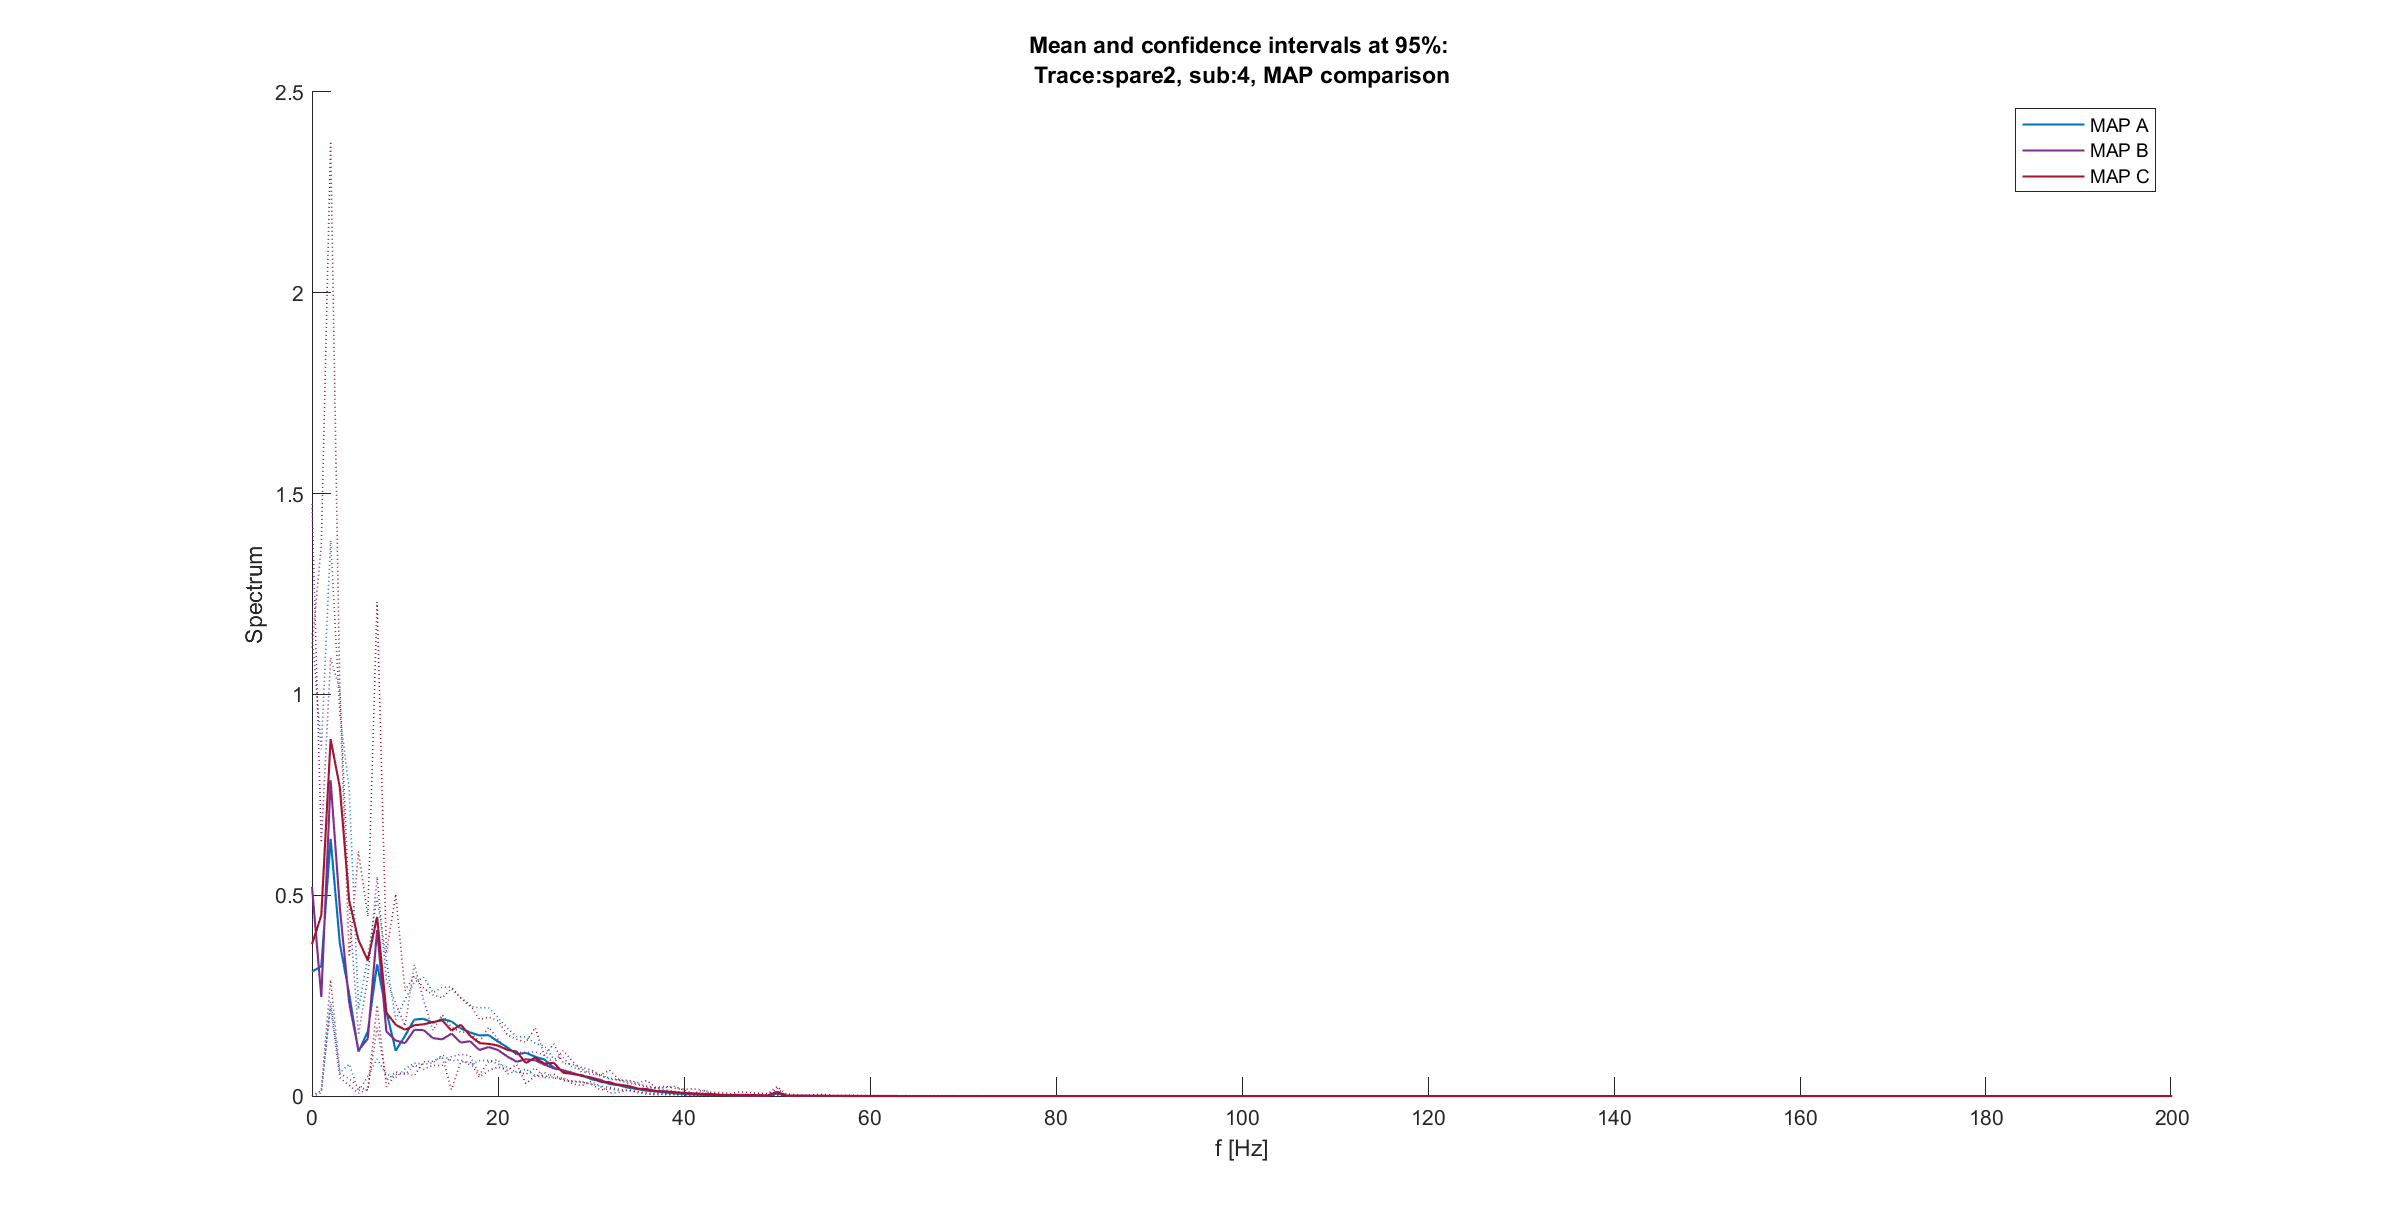 Mean and confidence intervals at 95%:
Trace:spare2, sub:4, MAP comparison
2.5
2
1.5
1
0.5
0
Spectrum
MAP A
MAP B
MAP C
0 20 40 60 80 100 120 140 160 180 200
f [Hz]